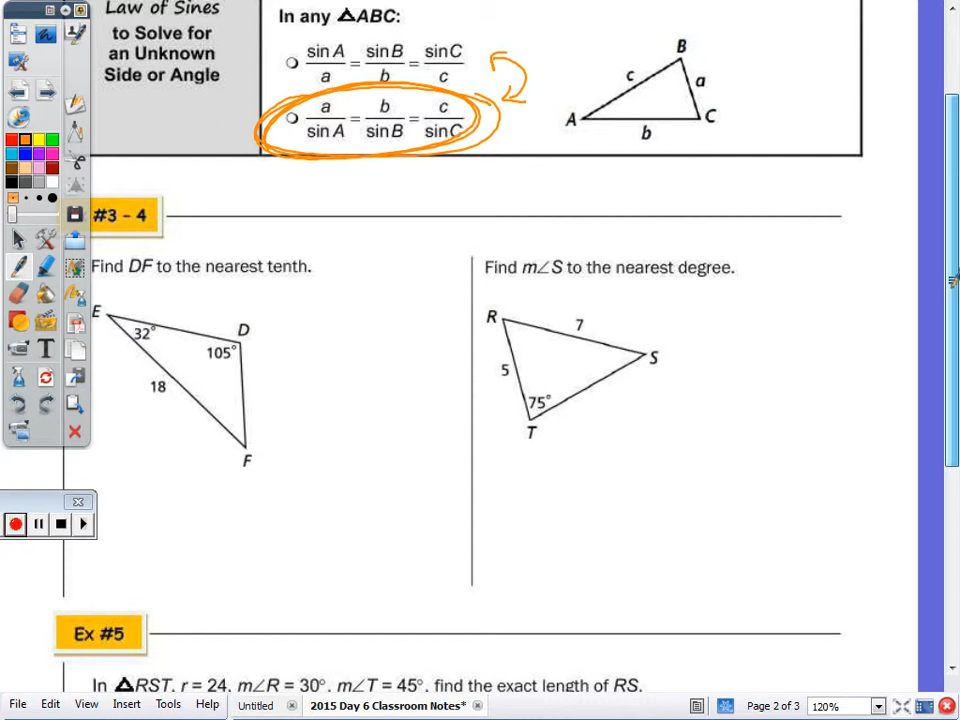 Law of Sines
to Solve for
an Unknown
Side or Angle
In any △ABC:
sin A / a = sin B / b = sin C / c
a / sin A = b / sin B = c / sin C
B
c
a
A
C
b
#3 – 4
Find DF to the nearest tenth.
E
32°
D
105°
18
F
Find m∠S to the nearest degree.
R
7
S
5
75°
T
Ex #5
In △RST, r = 24, m∠R = 30°, m∠T = 45°, find the exact length of RS.
File Edit View Insert Tools Help
Untitled
2015 Day 6 Classroom Notes*
Page 2 of 3
120%